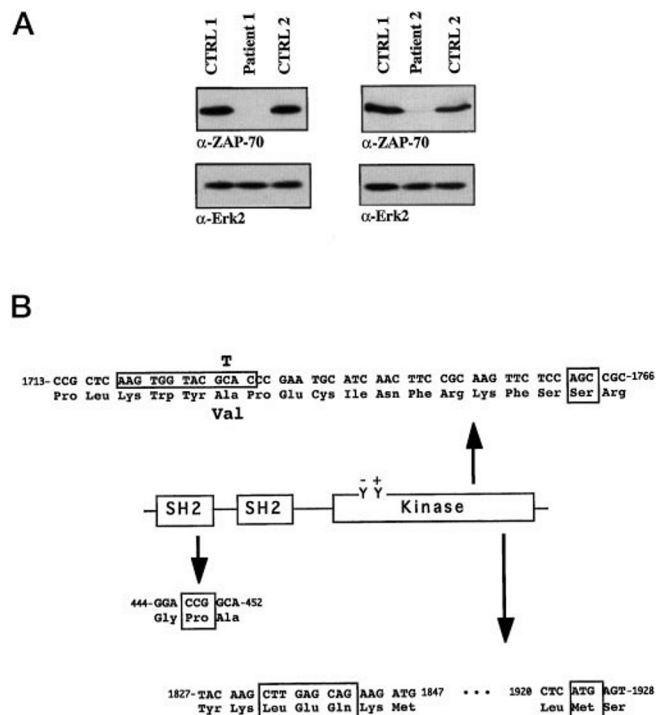 A
CTRL 1 Patient 1 CTRL 2 CTRL 1 Patient 2 CTRL 2
α-ZAP-70 α-ZAP-70
α-Erk2 α-Erk2
B
T
1713- CCG CTC AAG TGG TAC GCAC CCG AA TGC ATC AAC TTC CGC AAG TTC TCC AGC CGC -1766
Pro Leu Lys Trp Tyr Ala Pro Glu Cys Ile Asn Phe Arg Lys Phe Ser Ser Arg
Val
- +
Y Y
SH2 SH2 Kinase
444-GGA CCG GCA-452
Gly Pro Ala
1827- TAC AAG CTT GAG CAG AAG ATG 1847 ••• 1920 CTC ATG AGT-1928
Tyr Lys Leu Glu Gln Lys Met Leu Met Ser